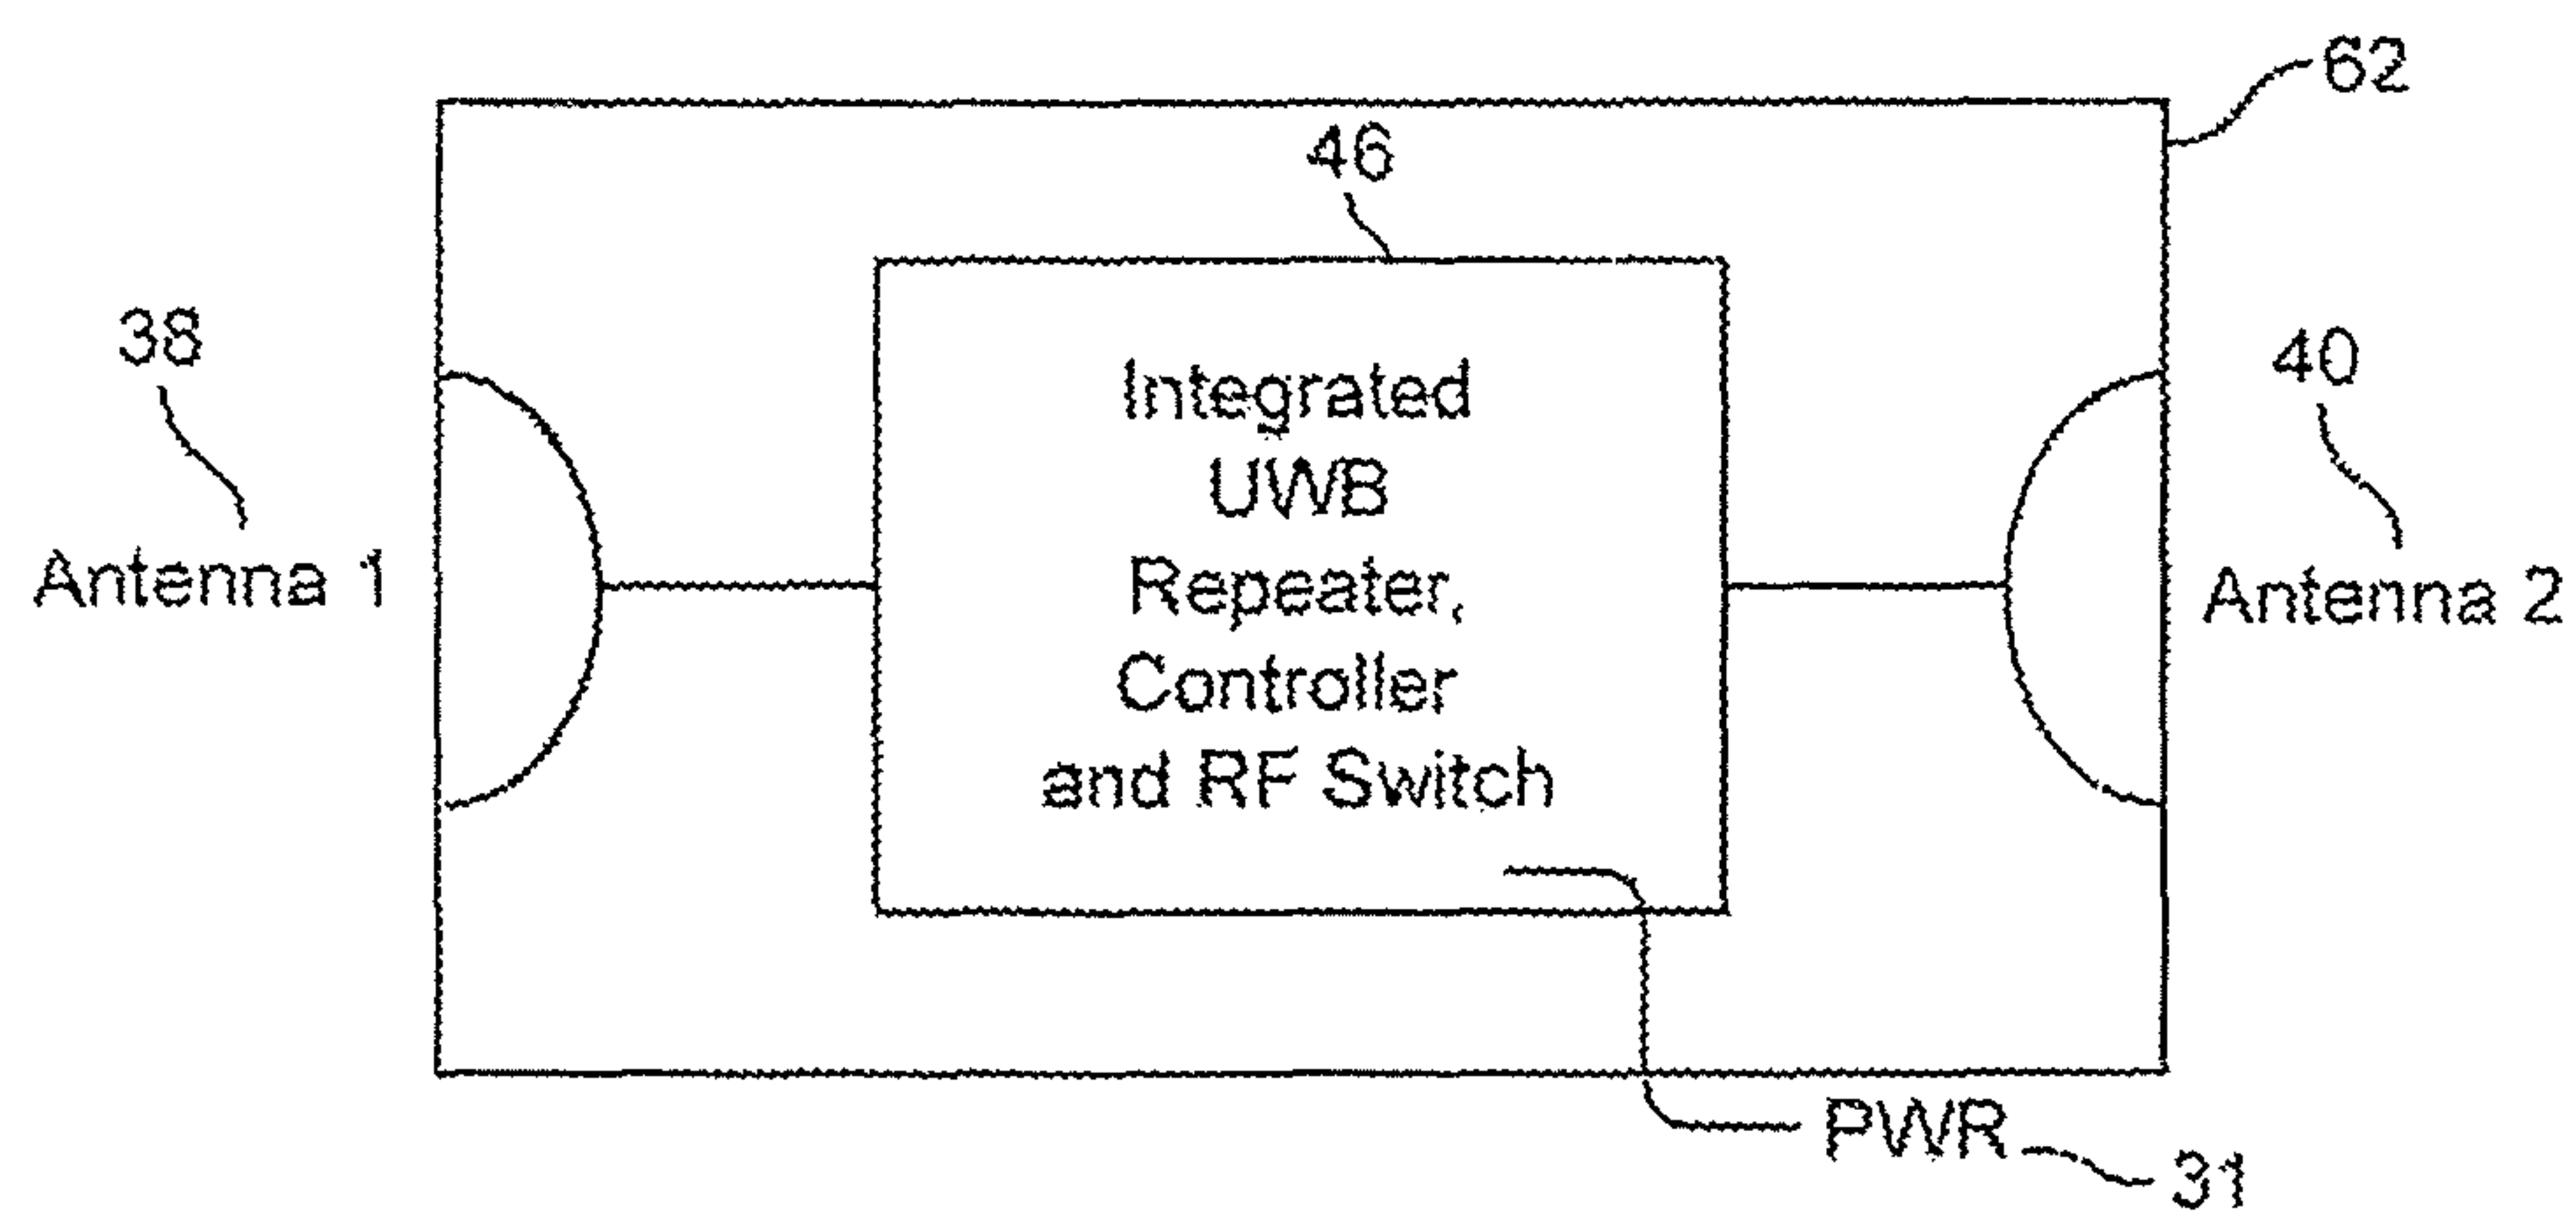 62
46
38
Antenna 1
Integrated
UWB
Repeater,
Controller
and RF Switch
40
Antenna 2
PWR
31